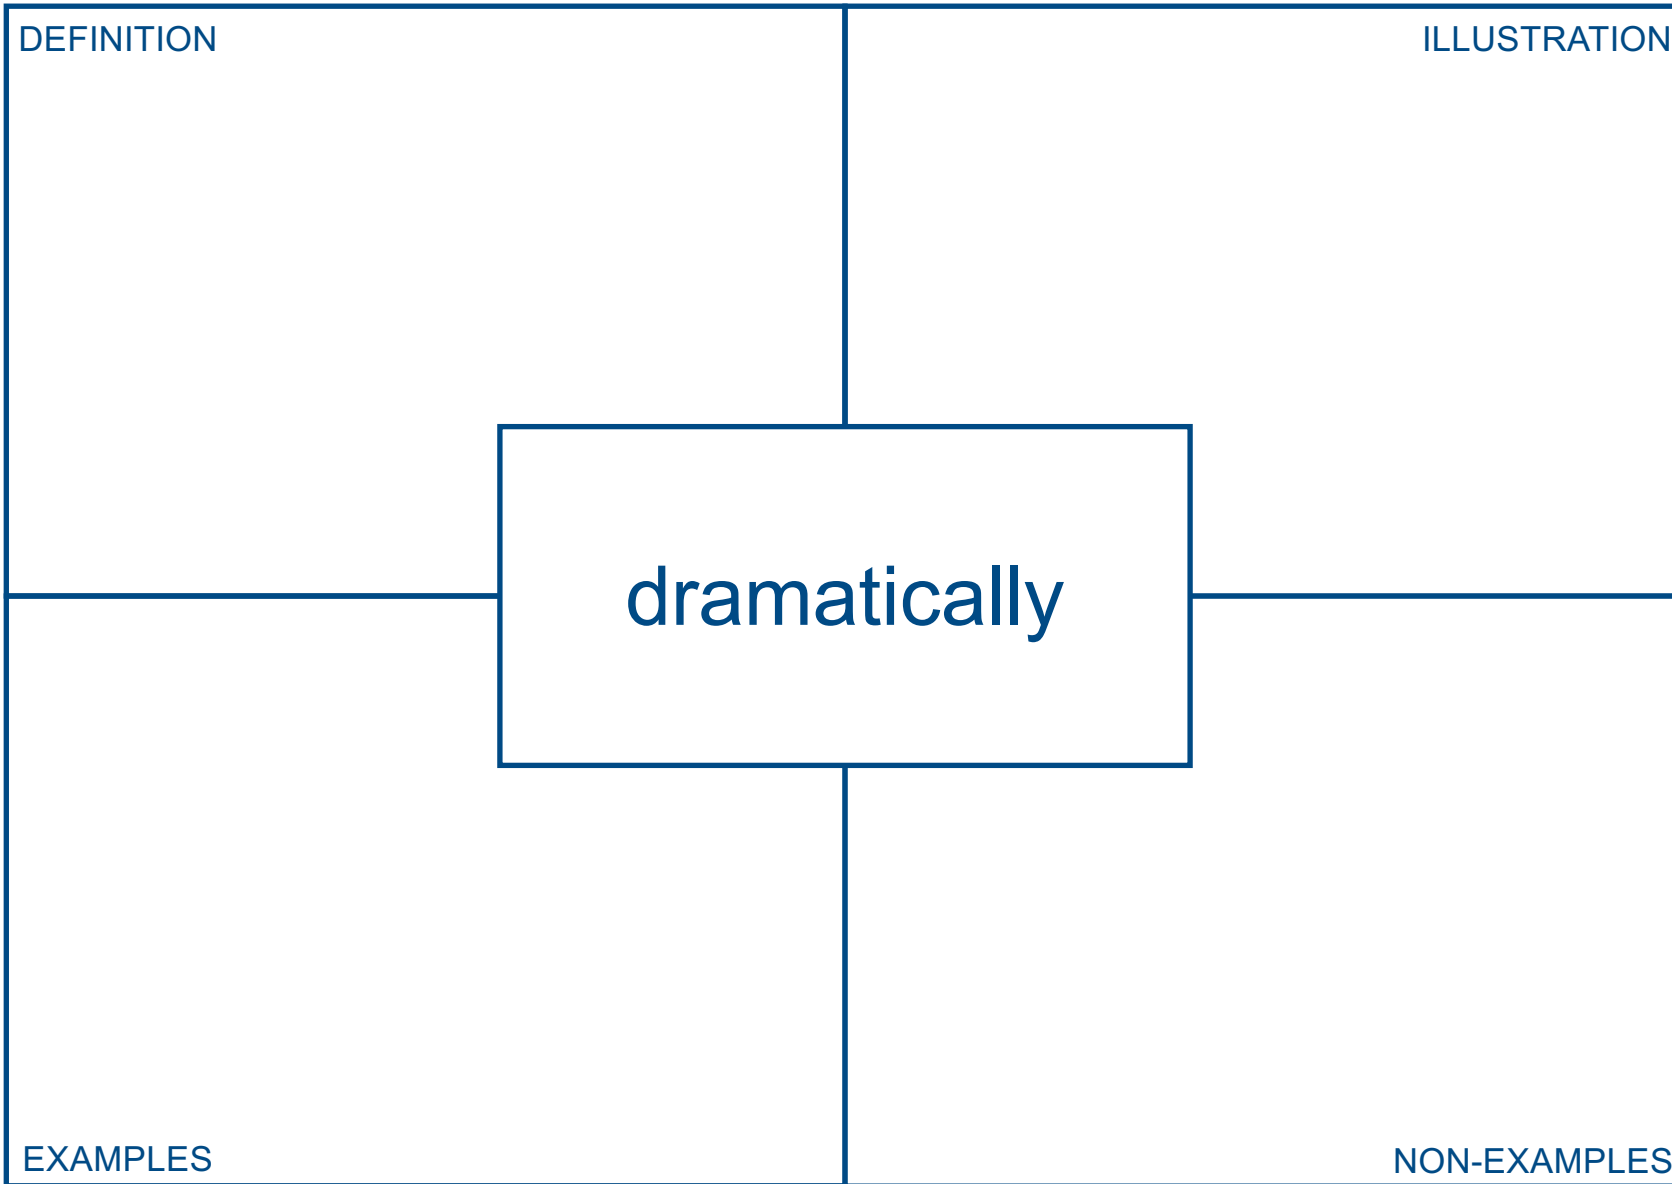 DEFINITION
ILLUSTRATION
dramatically
EXAMPLES
NON-EXAMPLES